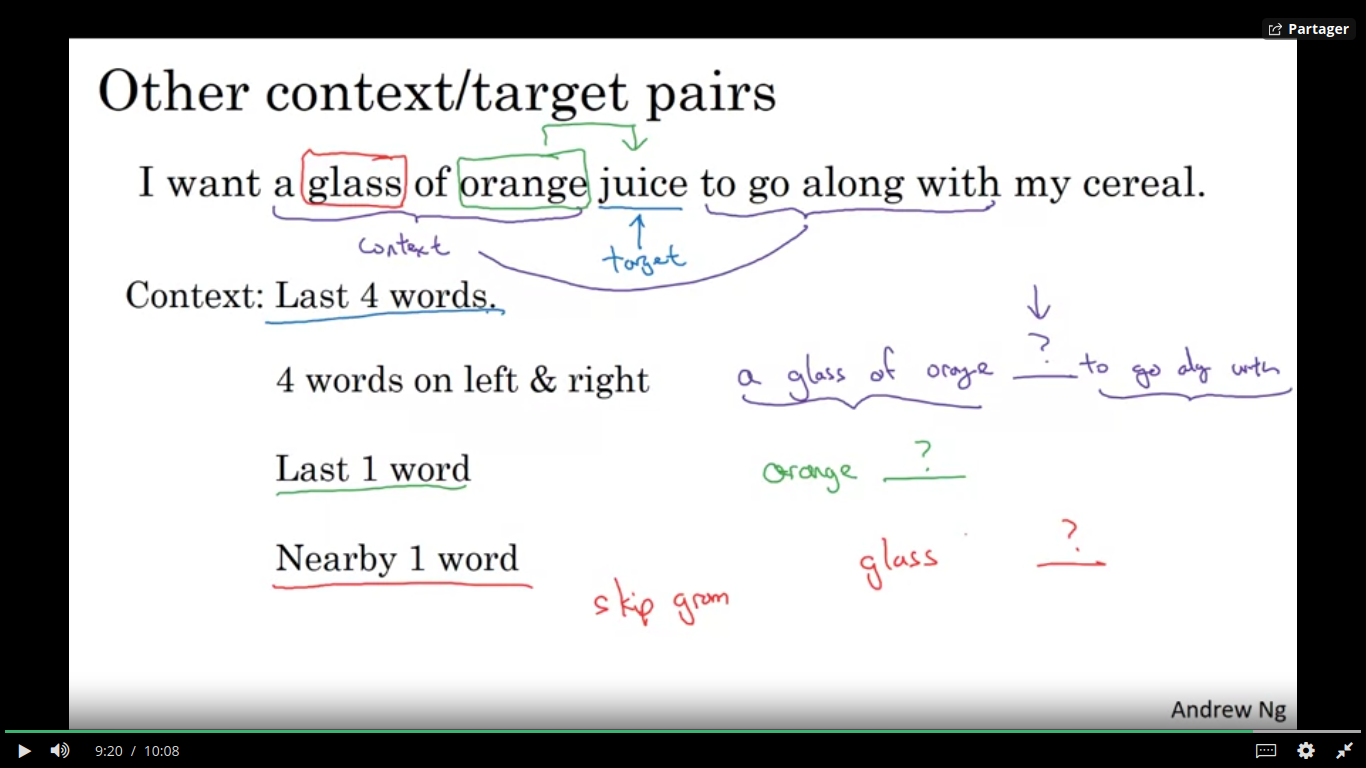 Partager
Other context/target pairs
I want a glass of orange juice to go along with my cereal.
context
target
Context: Last 4 words.
4 words on left & right
a glass of orange ? to go alg with
Last 1 word
orange ?
Nearby 1 word
glass ?
skip gram
Andrew Ng
9:20 / 10:08